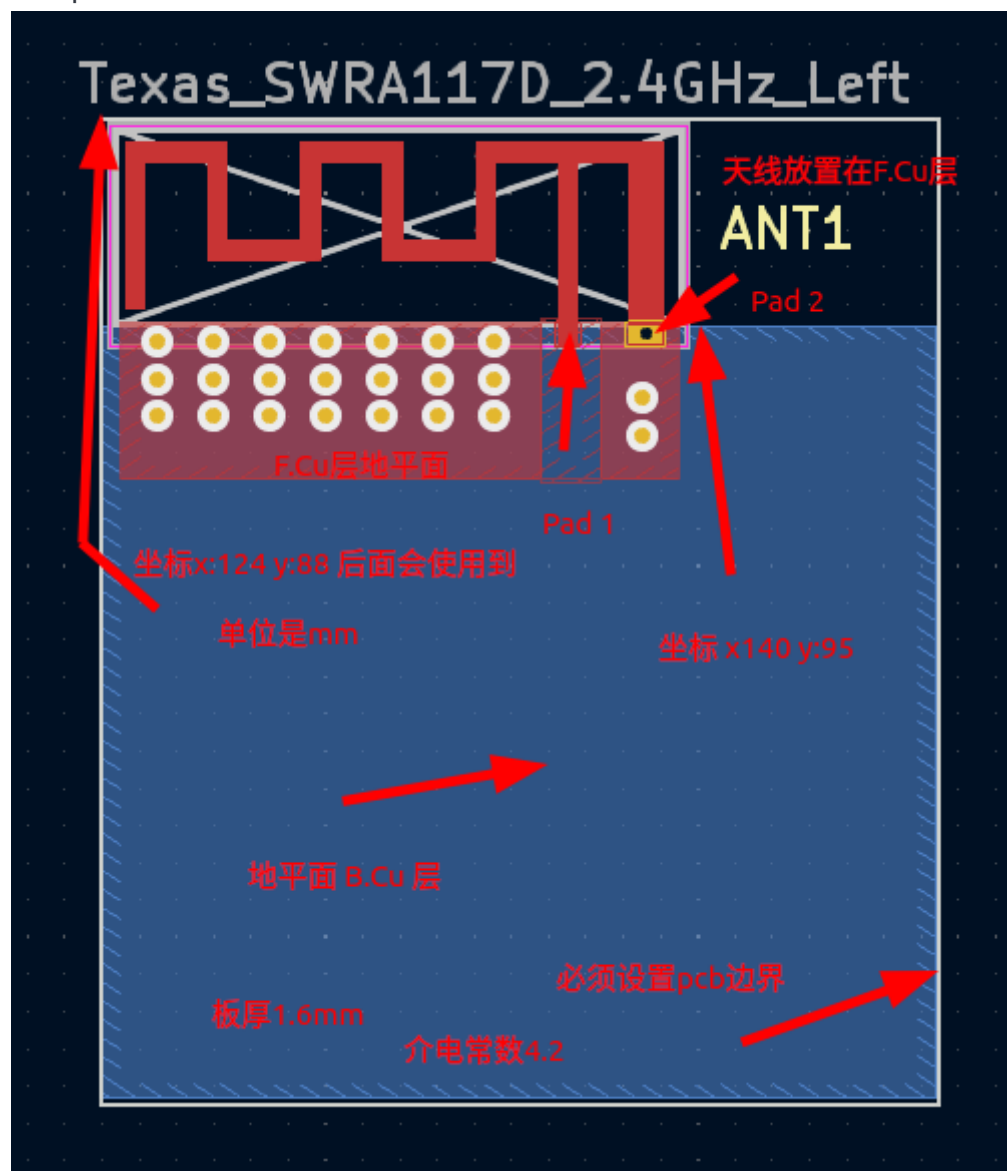 Texas_SWRA117D_2.4GHz_Left
天线放置在F.Cu层
ANT1
Pad 2
F.Cu层地平面
Pad 1
坐标x:124 y:88 后面会使用到
单位是mm
坐标 x140 y:95
地平面 B.Cu 层
必须设置pcb边界
板厚1.6mm
介电常数4.2